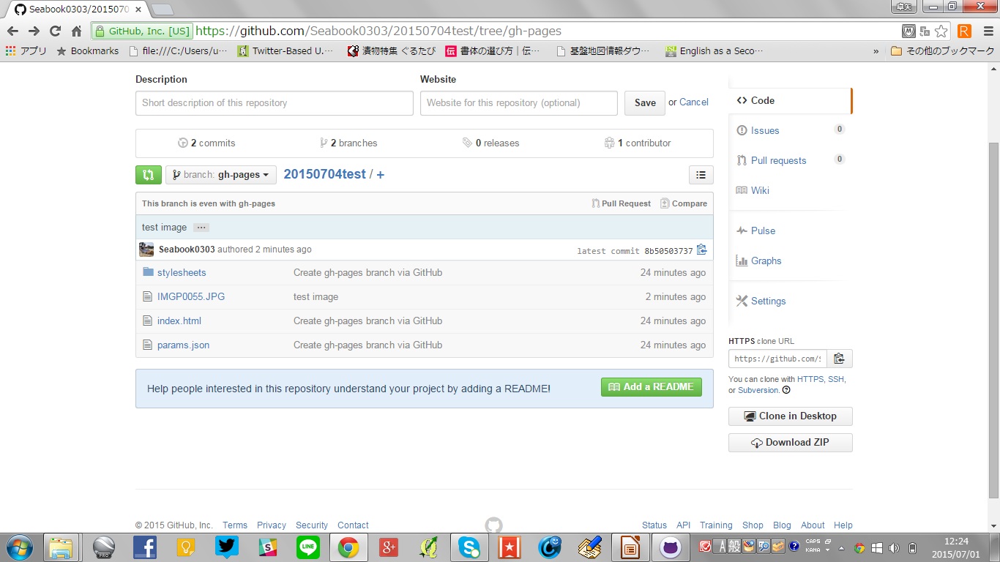 Seabook0303/2015070
卓矢
GitHub, Inc. [US] https://github.com/Seabook0303/20150704test/tree/gh-pages
アプリ Bookmarks file:///C:/Users/u… Twitter-Based U.… 漬物特集 ぐるたび 書体の選び方 | 伝… 基盤地図情報ダウ… English as a Seco… » その他のブックマーク
Description Website
Short description of this repository Website for this repository (optional) Save or Cancel
2 commits 2 branches 0 releases 1 contributor
branch: gh-pages 20150704test / +
This branch is even with gh-pages Pull Request Compare
test image …
Seabook0303 authored 2 minutes ago latest commit 8b50503737
stylesheets Create gh-pages branch via GitHub 24 minutes ago
IMGP0055.JPG test image 2 minutes ago
index.html Create gh-pages branch via GitHub 24 minutes ago
params.json Create gh-pages branch via GitHub 24 minutes ago
Help people interested in this repository understand your project by adding a README! Add a README
Code
Issues 0
Pull requests 0
Wiki
Pulse
Graphs
Settings
HTTPS clone URL
https://github.com/S
You can clone with HTTPS, SSH,
or Subversion.
Clone in Desktop
Download ZIP
© 2015 GitHub, Inc. Terms Privacy Security Contact Status API Training Shop Blog About Help
PRO
LINE
A 般
CAPS
KANA
12:24
2015/07/01